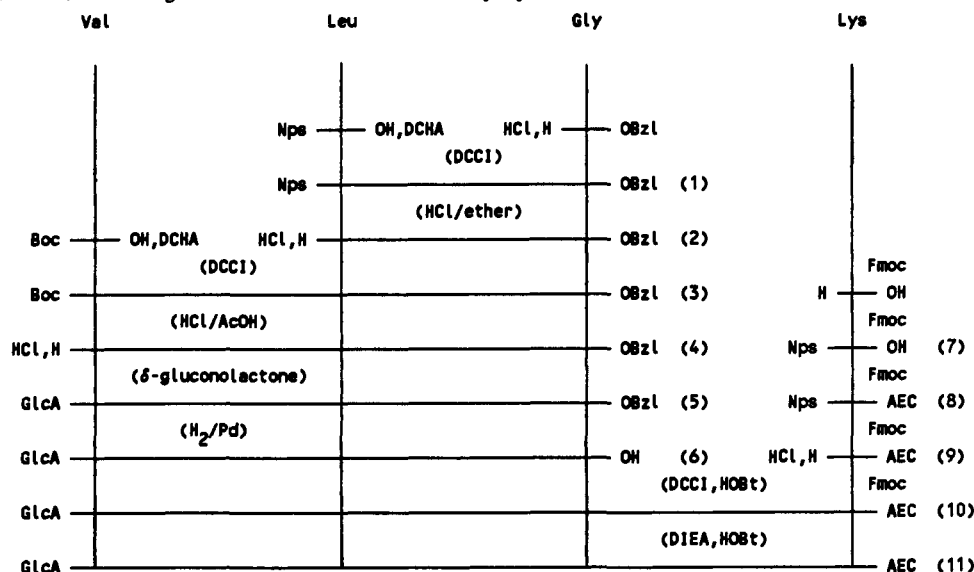 Val Leu Gly Lys
Nps OH,DCHA HCl,H OBzl
(DCCI)
Nps OBzl (1)
(HCl/ether)
Boc OH,DCHA HCl,H OBzl (2)
(DCCI) Fmoc
Boc OBzl (3) H OH
(HCl/AcOH) Fmoc
HCl,H OBzl (4) Nps OH (7)
(δ-gluconolactone) Fmoc
GlcA OBzl (5) Nps AEC (8)
(H2/Pd) Fmoc
GlcA OH (6) HCl,H AEC (9)
(DCCI,HOBt) Fmoc
GlcA AEC (10)
(DIEA,HOBt)
GlcA AEC (11)